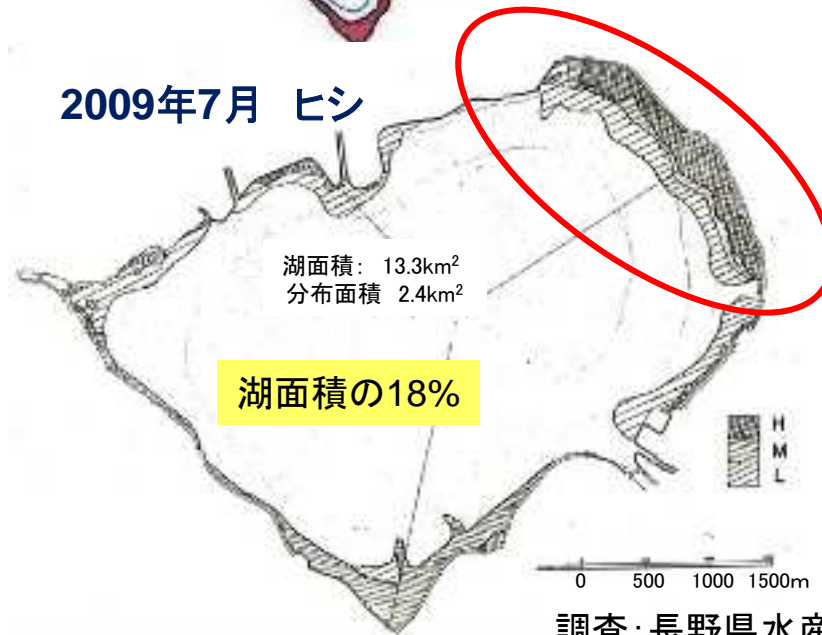 2009年7月 ヒシ
湖面積： 13.3km²
分布面積 2.4km²
湖面積の18%
H
M
L
0 500 1000 1500m
調査：長野県水産